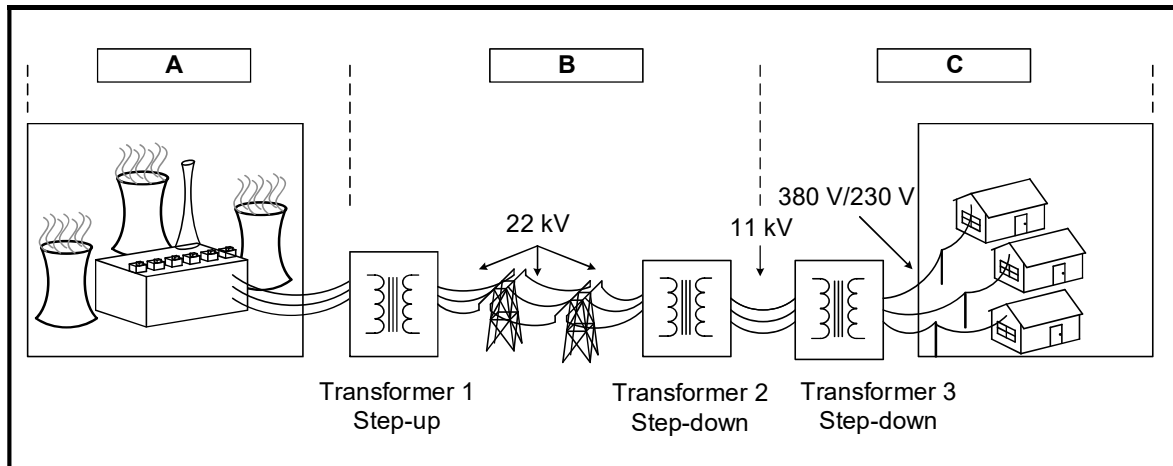 A
B
C
380 V/230 V
22 kV
11 kV
Transformer 1
Step-up
Transformer 2
Step-down
Transformer 3
Step-down